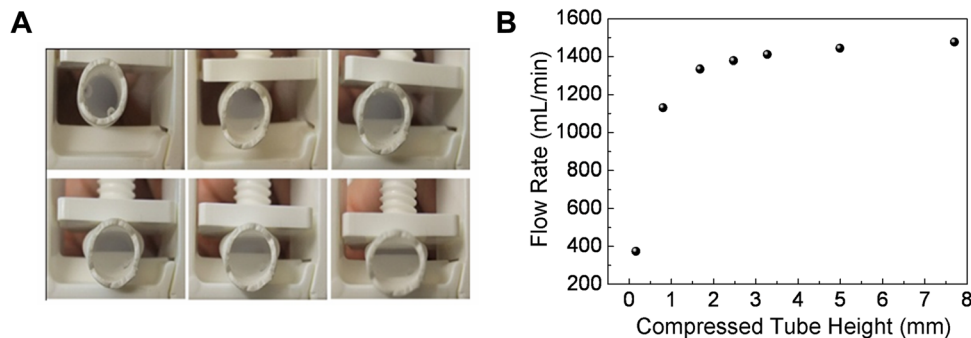 A
B
1600
1400
1200
1000
800
600
400
200
Flow Rate (mL/min)
0 1 2 3 4 5 6 7 8
Compressed Tube Height (mm)